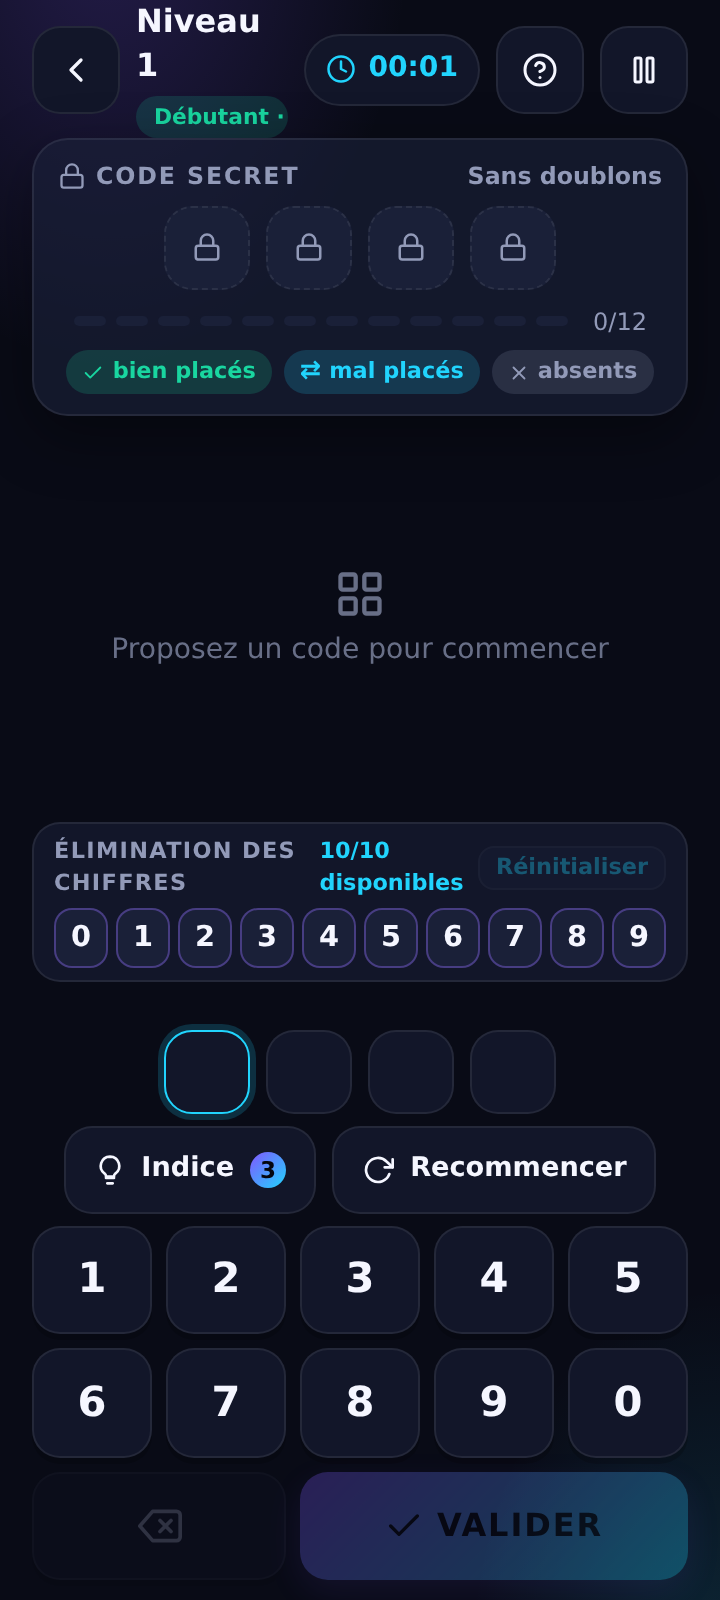 Niveau
1
00:01
Débutant ·
CODE SECRET
Sans doublons
0/12
bien placés
mal placés
absents
Proposez un code pour commencer
ÉLIMINATION DES
CHIFFRES
10/10
disponibles
Réinitialiser
0 1 2 3 4 5 6 7 8 9
Indice 3
Recommencer
1 2 3 4 5
6 7 8 9 0
VALIDER